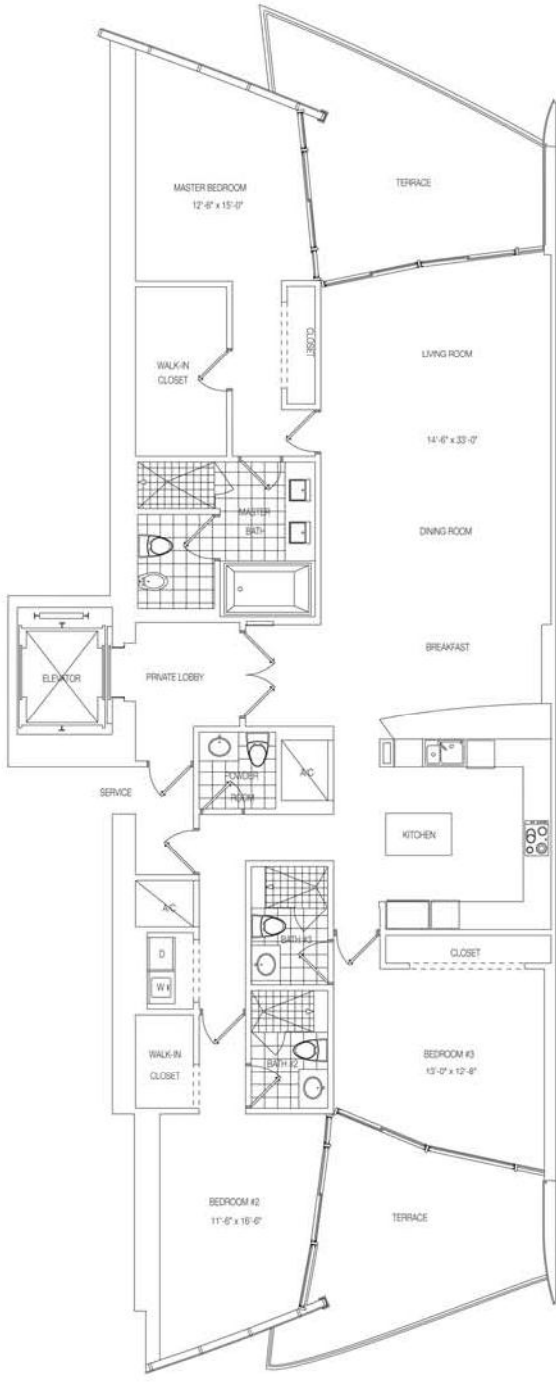 MASTER BEDROOM
12'-6" x 15'-0"
TERRACE
WALK-IN
CLOSET
CLOSET
LIVING ROOM
14'-6" x 33'-0"
MASTER
BATH
DINING ROOM
BREAKFAST
ELEVATOR
PRIVATE LOBBY
POWDER
ROOM
A/C
SERVICE
KITCHEN
A/C
D
W
BATH #3
CLOSET
WALK-IN
CLOSET
BATH #2
BEDROOM #3
13'-0" x 12'-8"
BEDROOM #2
11'-6" x 16'-6"
TERRACE